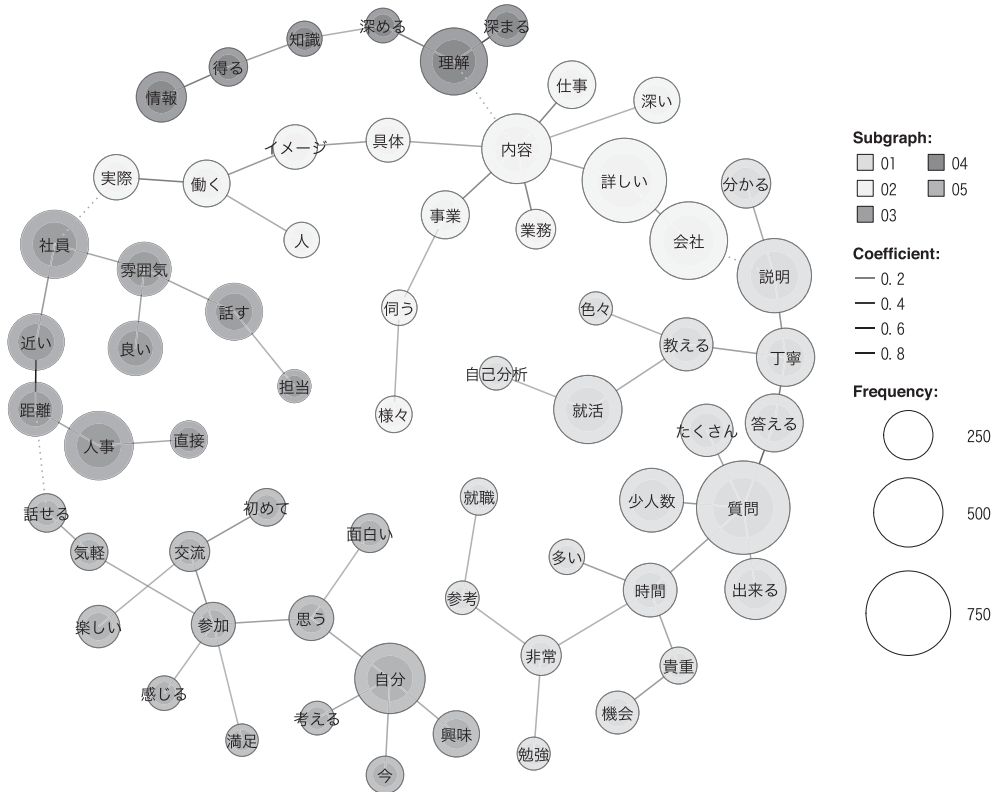 深める
深まる
知識
理解
得る
情報
仕事
深い
イメージ
具体
内容
実際
働く
詳しい
分かる
事業
業務
人
会社
社員
雰囲気
説明
話す
伺う
色々
近い
良い
教える
丁寧
自己分析
担当
距離
就活
様々
答える
人事
直接
たくさん
就職
少人数
質問
話せる
初めて
面白い
気軽
交流
多い
時間
出来る
参考
楽しい
参加
思う
非常
貴重
自分
感じる
考える
機会
満足
興味
勉強
今
Subgraph:
01 04
02 05
03
Coefficient:
0. 2
0. 4
0. 6
0. 8
Frequency:
250
500
750